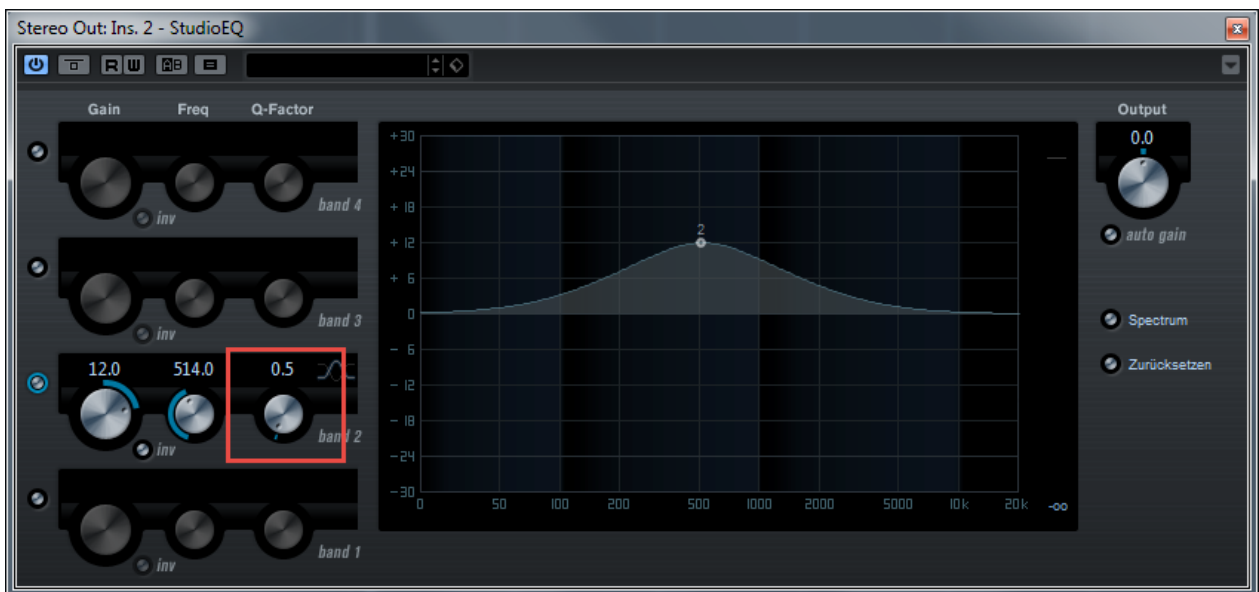 Stereo Out: Ins. 2 - StudioEQ
R W AB
Gain Freq Q-Factor Output
0.0
inv band 4
auto gain
inv band 3
Spectrum
12.0 514.0 0.5
Zurücksetzen
inv band 2
inv band 1
+30
+24
+ 18
+ 12
+ 6
0
- 6
- 12
- 18
-24
-30
2
0 50 100 200 500 1000 2000 5000 10k 20k -∞